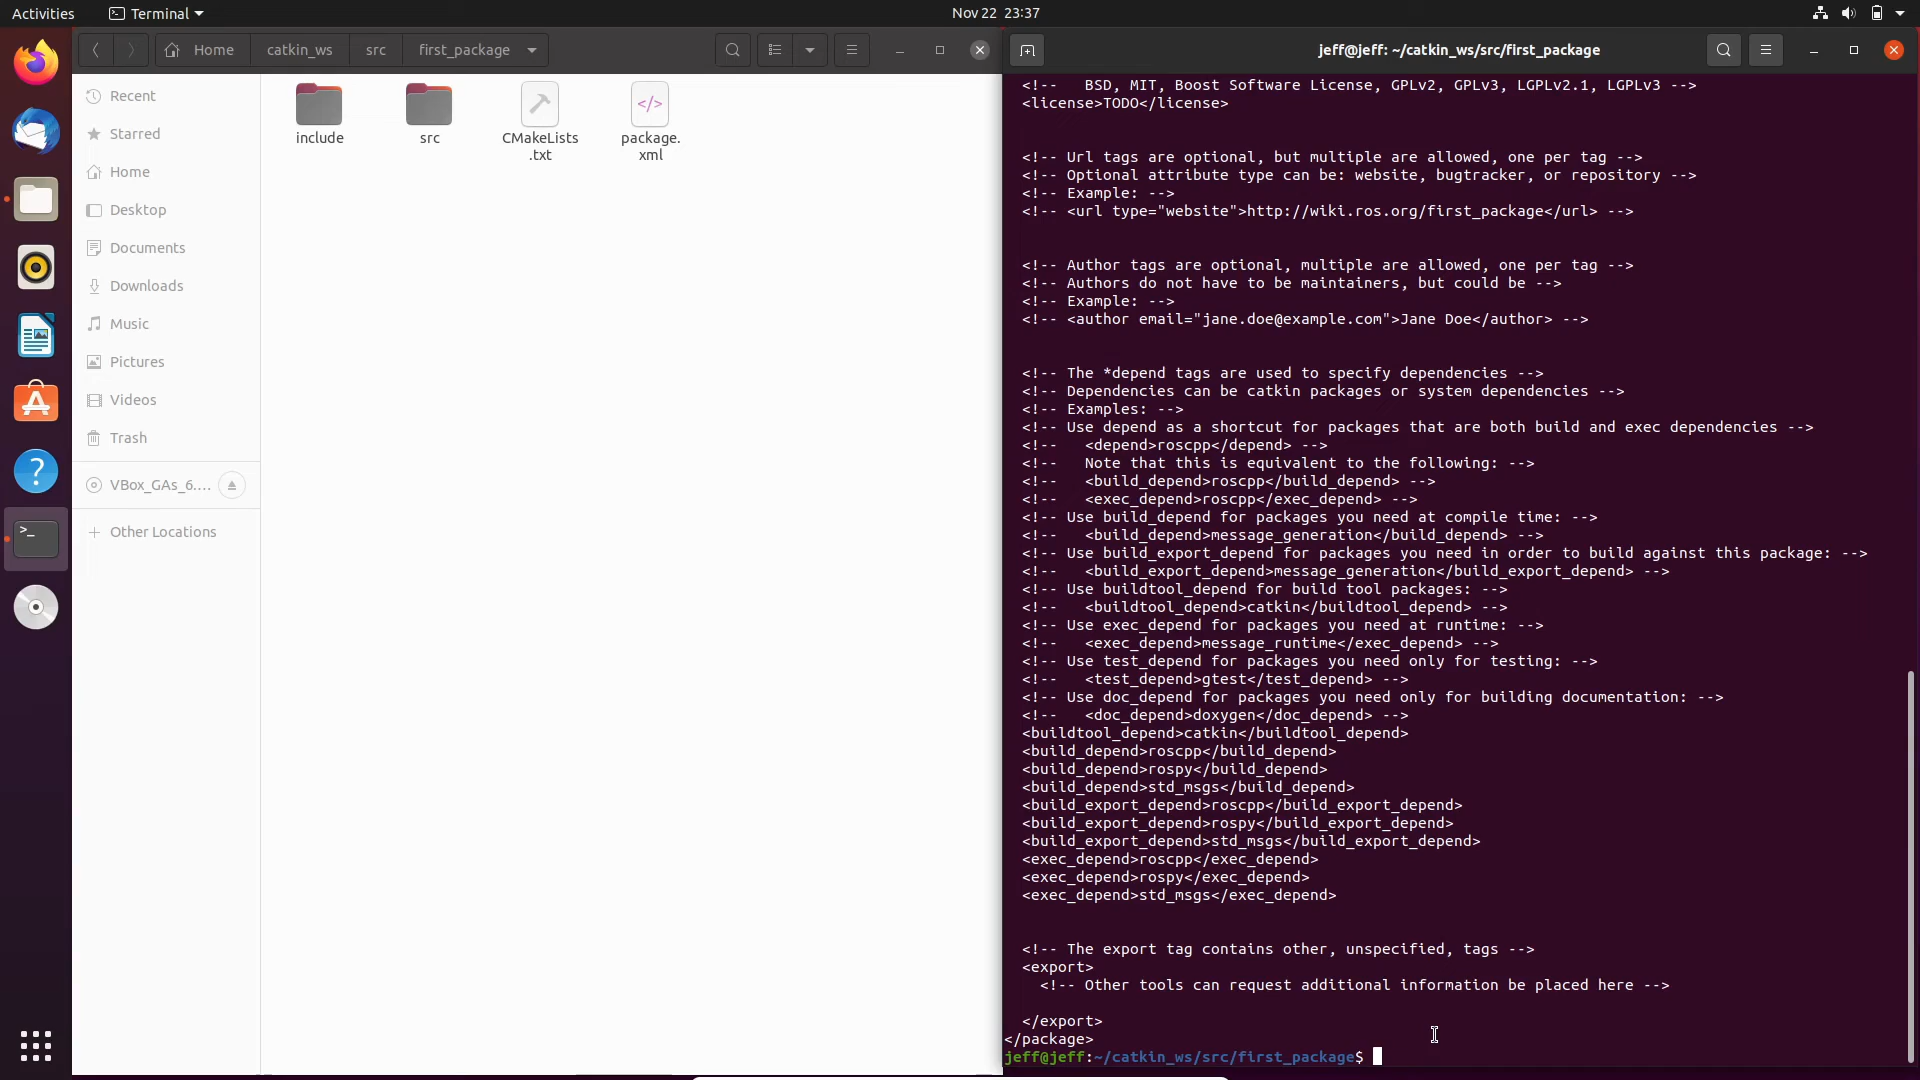 Activities
Terminal
Nov 22 23:37
Home
catkin_ws
src
first_package
Recent
Starred
Home
Desktop
Documents
Downloads
Music
Pictures
Videos
Trash
VBox_GAs_6....
Other Locations
include
src
CMakeLists
.txt
package.
xml
jeff@jeff: ~/catkin_ws/src/first_package
<!--   BSD, MIT, Boost Software License, GPLv2, GPLv3, LGPLv2.1, LGPLv3 -->
<license>TODO</license>
<!-- Url tags are optional, but multiple are allowed, one per tag -->
<!-- Optional attribute type can be: website, bugtracker, or repository -->
<!-- Example: -->
<!-- <url type="website">http://wiki.ros.org/first_package</url> -->
<!-- Author tags are optional, multiple are allowed, one per tag -->
<!-- Authors do not have to be maintainers, but could be -->
<!-- Example: -->
<!-- <author email="jane.doe@example.com">Jane Doe</author> -->
<!-- The *depend tags are used to specify dependencies -->
<!-- Dependencies can be catkin packages or system dependencies -->
<!-- Examples: -->
<!-- Use depend as a shortcut for packages that are both build and exec dependencies -->
<!--   <depend>roscpp</depend> -->
<!--   Note that this is equivalent to the following: -->
<!--   <build_depend>roscpp</build_depend> -->
<!--   <exec_depend>roscpp</exec_depend> -->
<!-- Use build_depend for packages you need at compile time: -->
<!--   <build_depend>message_generation</build_depend> -->
<!-- Use build_export_depend for packages you need in order to build against this package: -->
<!--   <build_export_depend>message_generation</build_export_depend> -->
<!-- Use buildtool_depend for build tool packages: -->
<!--   <buildtool_depend>catkin</buildtool_depend> -->
<!-- Use exec_depend for packages you need at runtime: -->
<!--   <exec_depend>message_runtime</exec_depend> -->
<!-- Use test_depend for packages you need only for testing: -->
<!--   <test_depend>gtest</test_depend> -->
<!-- Use doc_depend for packages you need only for building documentation: -->
<!--   <doc_depend>doxygen</doc_depend> -->
<buildtool_depend>catkin</buildtool_depend>
<build_depend>roscpp</build_depend>
<build_depend>rospy</build_depend>
<build_depend>std_msgs</build_depend>
<build_export_depend>roscpp</build_export_depend>
<build_export_depend>rospy</build_export_depend>
<build_export_depend>std_msgs</build_export_depend>
<exec_depend>roscpp</exec_depend>
<exec_depend>rospy</exec_depend>
<exec_depend>std_msgs</exec_depend>
<!-- The export tag contains other, unspecified, tags -->
<export>
<!-- Other tools can request additional information be placed here -->
</export>
</package>
jeff@jeff:~/catkin_ws/src/first_package$